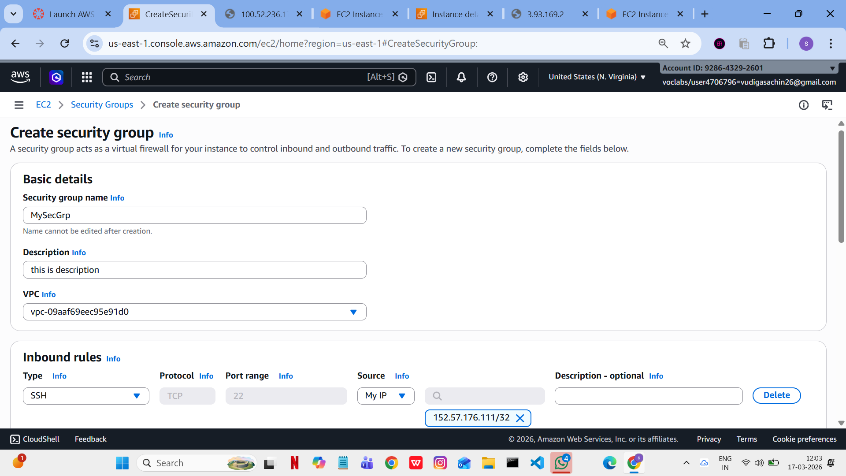 Launch AWS
CreateSecuri
100.52.236.1
EC2 Instance
Instance det
3.93.169.2
EC2 Instanc
us-east-1.console.aws.amazon.com/ec2/home?region=us-east-1#CreateSecurityGroup:
S
aws
Search
[Alt+S]
United States (N. Virginia)
Account ID: 9286-4329-2601
voclabs/user4706796=vudigasachin26@gmail.com
EC2 > Security Groups > Create security group
Create security group Info
A security group acts as a virtual firewall for your instance to control inbound and outbound traffic. To create a new security group, complete the fields below.
Basic details
Security group name Info
MySecGrp
Name cannot be edited after creation.
Description Info
this is description
VPC Info
vpc-09aaf69eec95e91d0
Inbound rules Info
Type Info Protocol Info Port range Info Source Info Description - optional Info
SSH TCP 22 My IP Delete
152.57.176.111/32
CloudShell Feedback © 2026, Amazon Web Services, Inc. or its affiliates. Privacy Terms Cookie preferences
1
Search
4
ENG
IN
12:03
17-03-2026